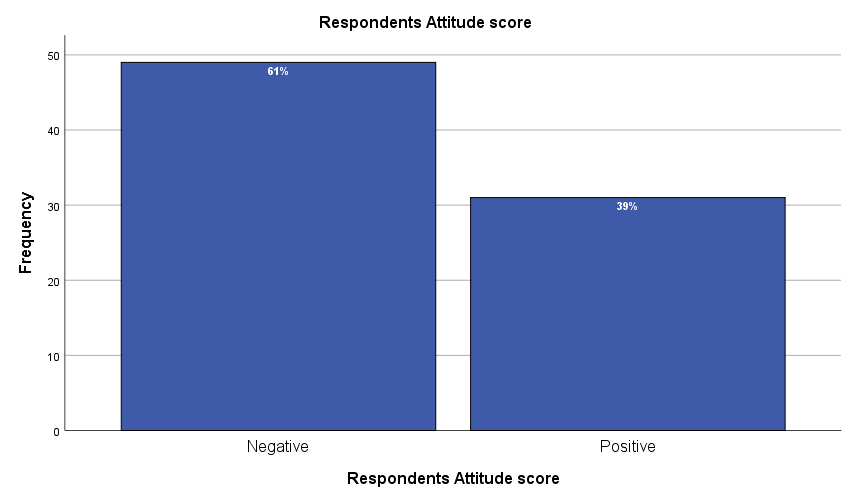 Respondents Attitude score
50
40
30
20
10
0
Frequency
61%
39%
Negative Positive
Respondents Attitude score